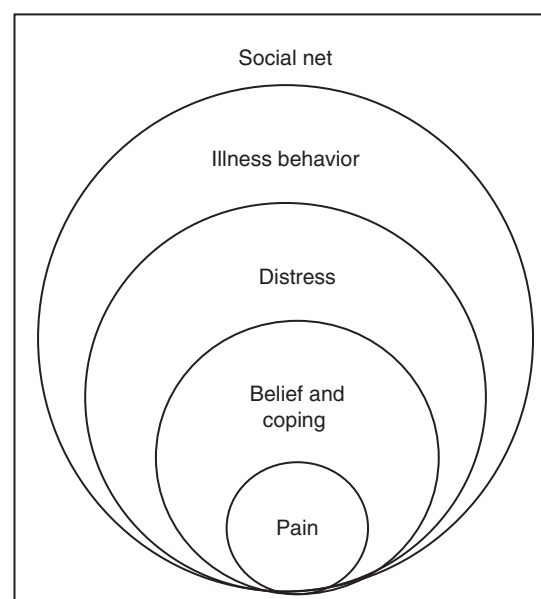 Social net
Illness behavior
Distress
Belief and
coping
Pain